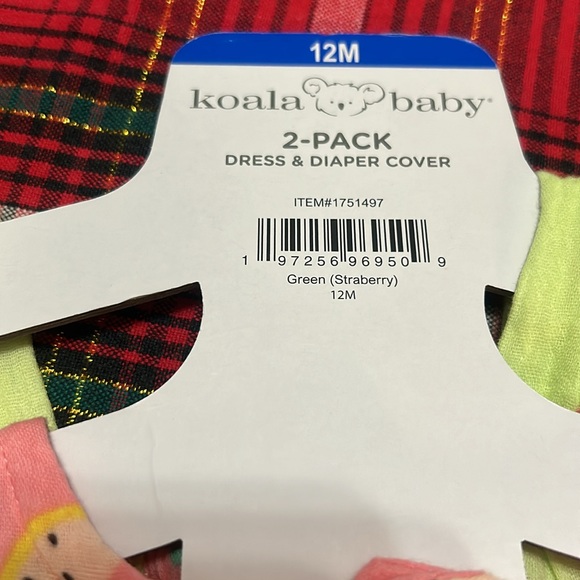 12M
koala baby®
2-PACK
DRESS & DIAPER COVER
ITEM#1751497
1 97256 96950 9
Green (Straberry)
12M